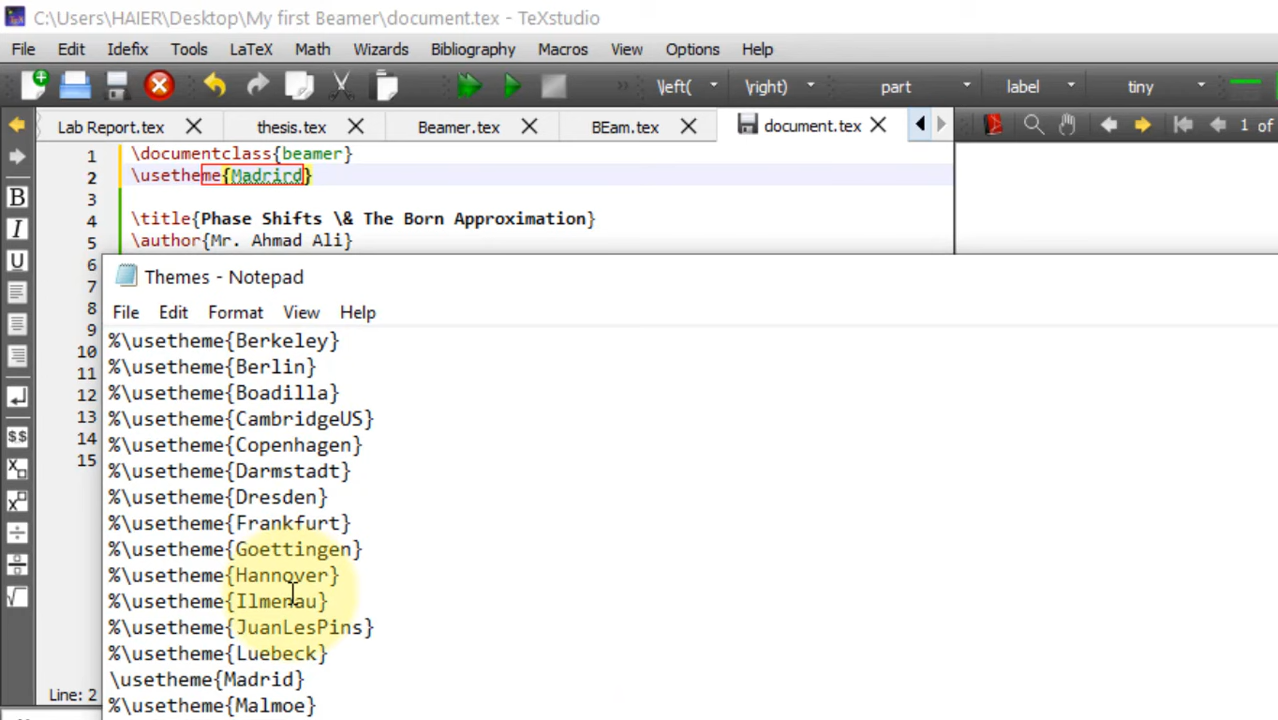 C:\Users\HAIER\Desktop\My first Beamer\document.tex - TeXstudio
File Edit Idefix Tools LaTeX Math Wizards Bibliography Macros View Options Help
\left( \right) part label tiny
Lab Report.tex thesis.tex Beamer.tex BEam.tex document.tex 1 of
1 \documentclass{beamer}
2 \usetheme{Madrird}
3
4 \title{Phase Shifts \& The Born Approximation}
5 \author{Mr. Ahmad Ali}
6
7
8
9
10
11
12
13
14
15
B
I
U
$$
Line: 2
Themes - Notepad
File Edit Format View Help
%\usetheme{Berkeley}
%\usetheme{Berlin}
%\usetheme{Boadilla}
%\usetheme{CambridgeUS}
%\usetheme{Copenhagen}
%\usetheme{Darmstadt}
%\usetheme{Dresden}
%\usetheme{Frankfurt}
%\usetheme{Goettingen}
%\usetheme{Hannover}
%\usetheme{Ilmenau}
%\usetheme{JuanLesPins}
%\usetheme{Luebeck}
\usetheme{Madrid}
%\usetheme{Malmoe}